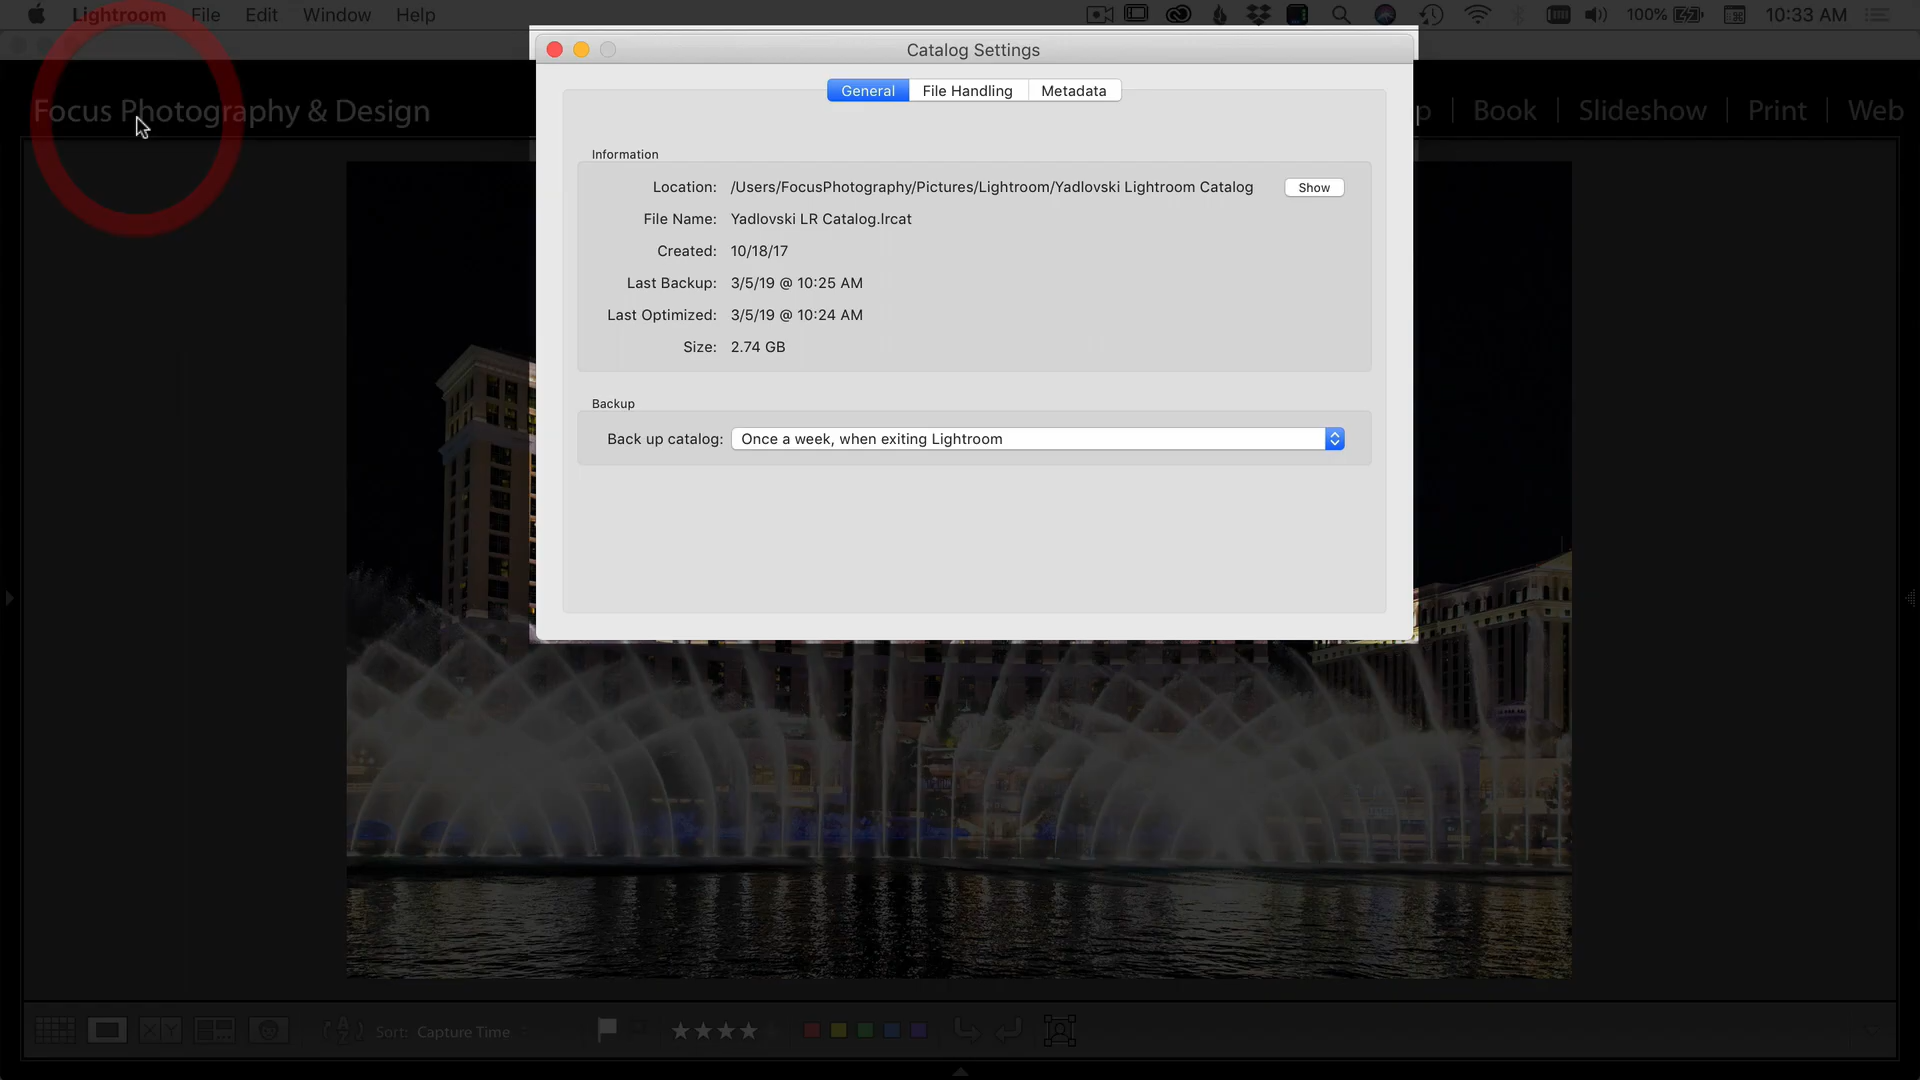 Lightroom File Edit Window Help 100% 10:33 AM
Catalog Settings
General File Handling Metadata
Focus Photography & Design
p | Book | Slideshow | Print | Web
Information
Location: /Users/FocusPhotography/Pictures/Lightroom/Yadlovski Lightroom Catalog Show
File Name: Yadlovski LR Catalog.lrcat
Created: 10/18/17
Last Backup: 3/5/19 @ 10:25 AM
Last Optimized: 3/5/19 @ 10:24 AM
Size: 2.74 GB
Backup
Back up catalog: Once a week, when exiting Lightroom
XY Sort: Capture Time